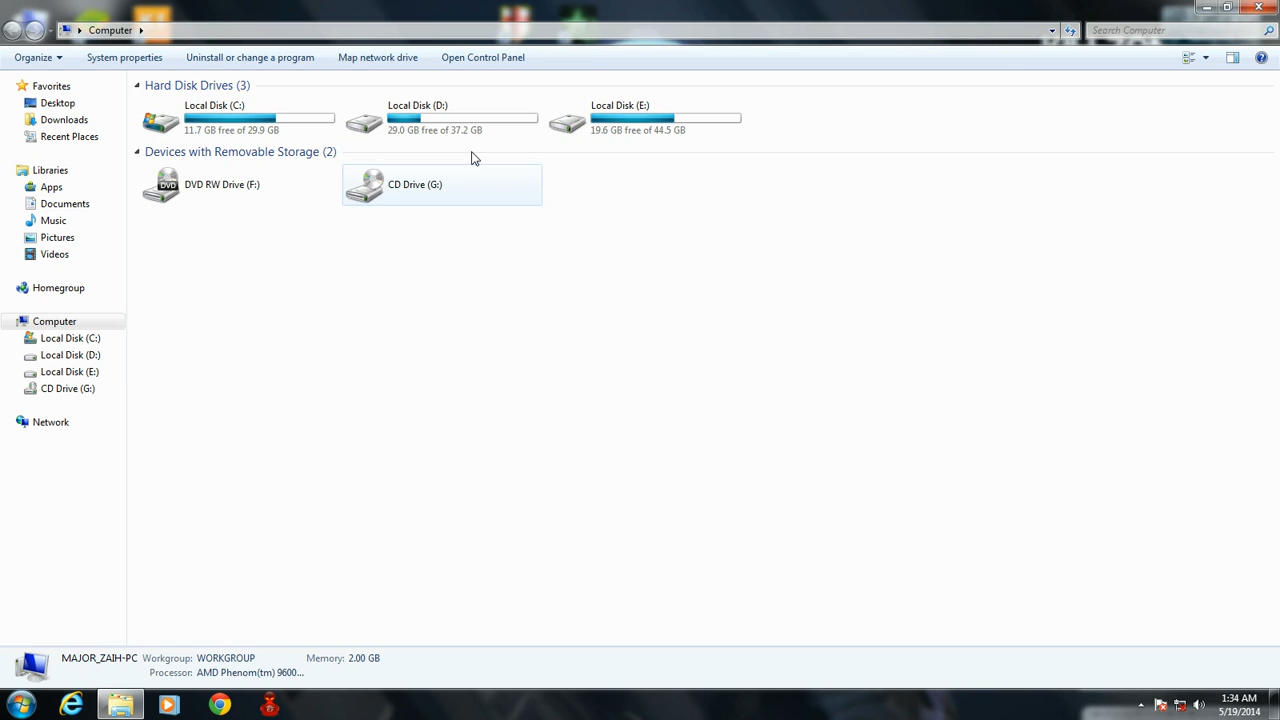 Computer
Search Computer
Organize
System properties
Uninstall or change a program
Map network drive
Open Control Panel
Favorites
Desktop
Downloads
Recent Places
Libraries
Apps
Documents
Music
Pictures
Videos
Homegroup
Computer
Local Disk (C:)
Local Disk (D:)
Local Disk (E:)
CD Drive (G:)
Network
Hard Disk Drives (3)
Local Disk (C:)
11.7 GB free of 29.9 GB
Local Disk (D:)
29.0 GB free of 37.2 GB
Local Disk (E:)
19.6 GB free of 44.5 GB
Devices with Removable Storage (2)
DVD
DVD RW Drive (F:)
CD Drive (G:)
MAJOR_ZAIH-PC Workgroup: WORKGROUP Memory: 2.00 GB
Processor: AMD Phenom(tm) 9600...
1:34 AM
5/19/2014